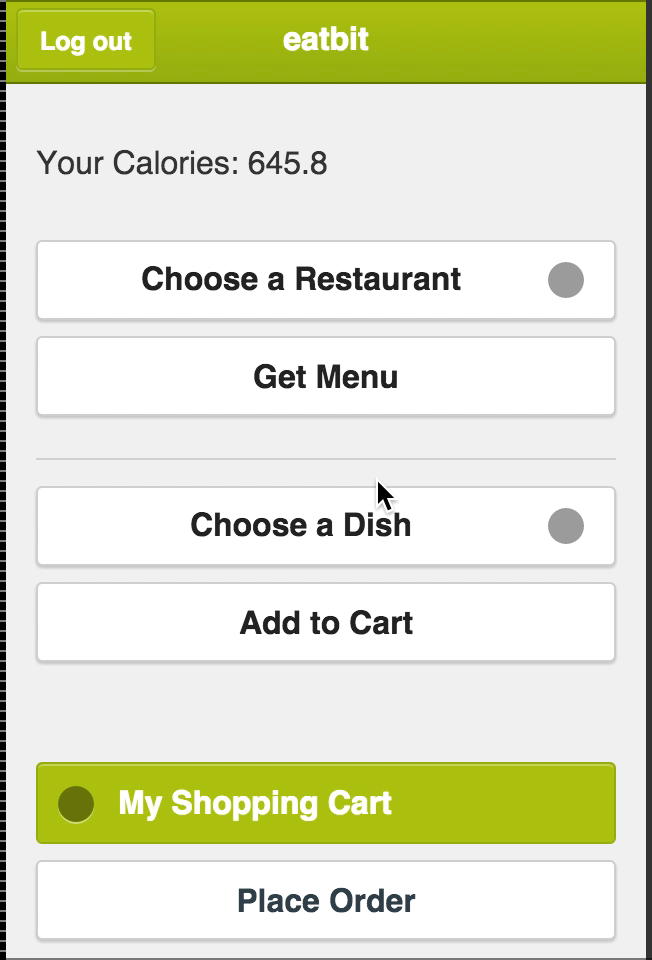 Log out
eatbit
Your Calories: 645.8
Choose a Restaurant
Get Menu
Choose a Dish
Add to Cart
My Shopping Cart
Place Order